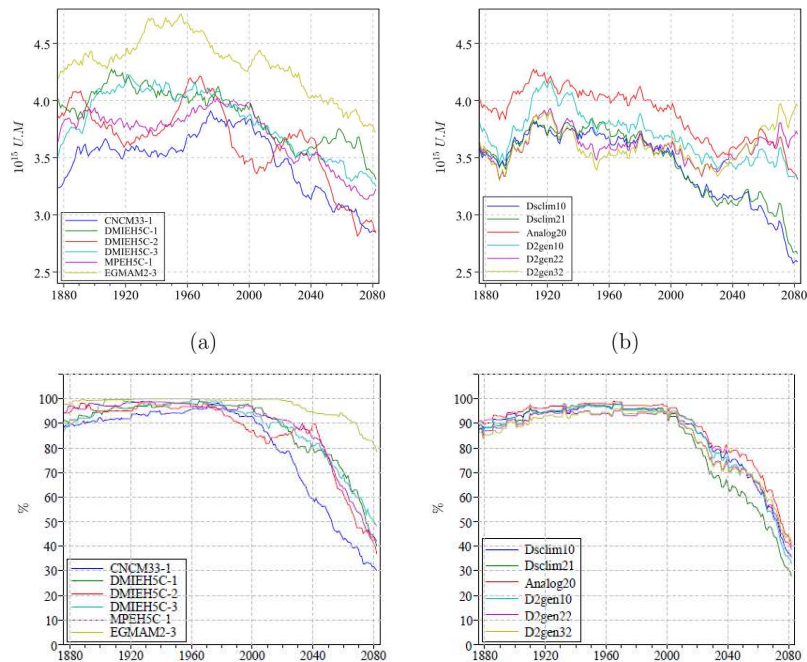 4.5
4.0
3.5
3.0
2.5
10¹⁵ U.M
CNCM33-1
DMIEH5C-1
DMIEH5C-2
DMIEH5C-3
MPEH5C-1
EGMAM2-3
1880 1920 1960 2000 2040 2080
(a)
4.5
4.0
3.5
3.0
2.5
10¹⁵ U.M
Dsclim10
Dsclim21
Analog20
D2gen10
D2gen22
D2gen32
1880 1920 1960 2000 2040 2080
(b)
100
90
80
70
60
50
40
30
20
10
0
%
CNCM33-1
DMIEH5C-1
DMIEH5C-2
DMIEH5C-3
MPEH5C-1
EGMAM2-3
1880 1920 1960 2000 2040 2080
100
90
80
70
60
50
40
30
20
10
0
%
Dsclim10
Dsclim21
Analog20
D2gen10
D2gen22
D2gen32
1880 1920 1960 2000 2040 2080